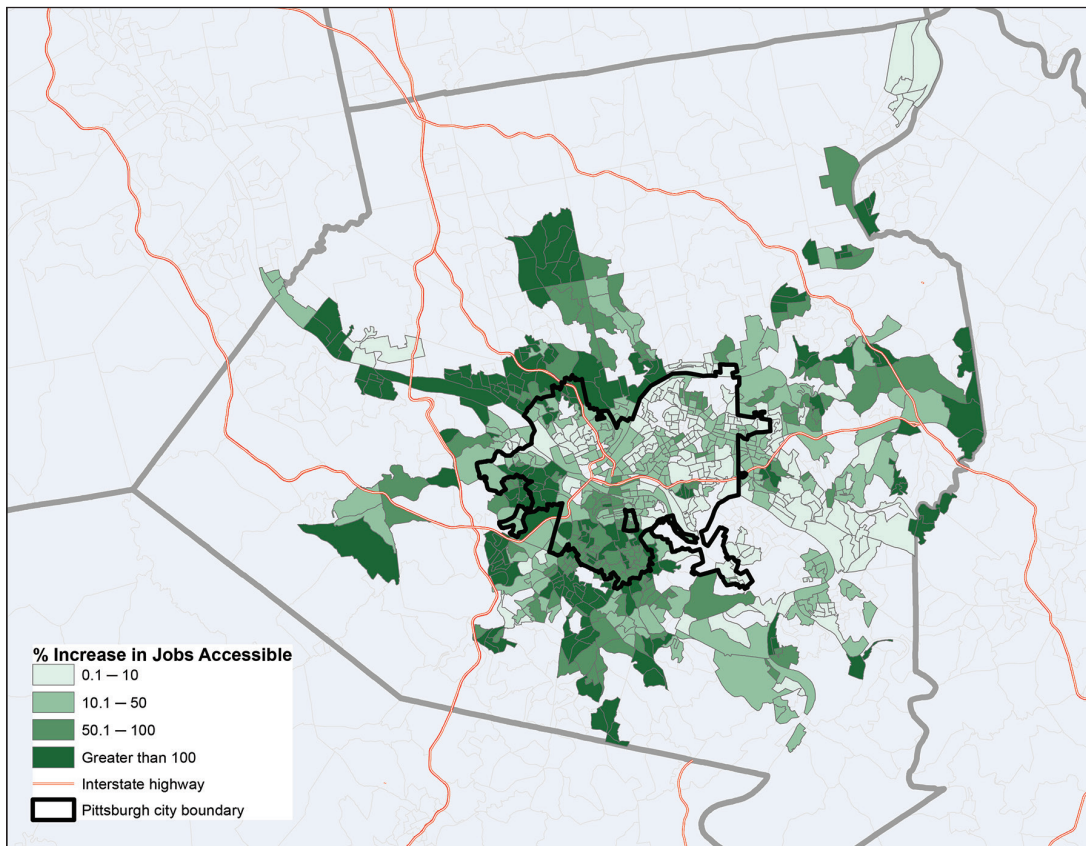 % Increase in Jobs Accessible
0.1 — 10
10.1 — 50
50.1 — 100
Greater than 100
Interstate highway
Pittsburgh city boundary